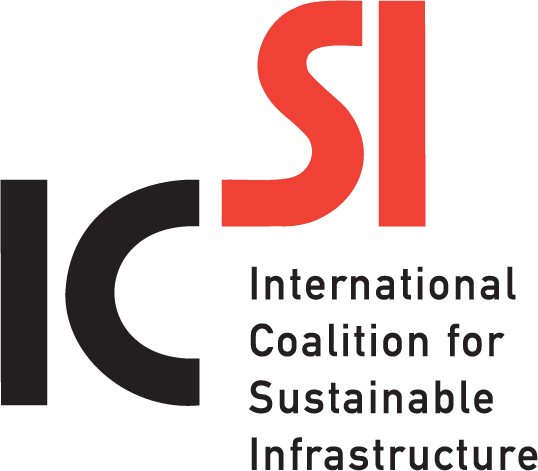 IC SI
International
Coalition for
Sustainable
Infrastructure